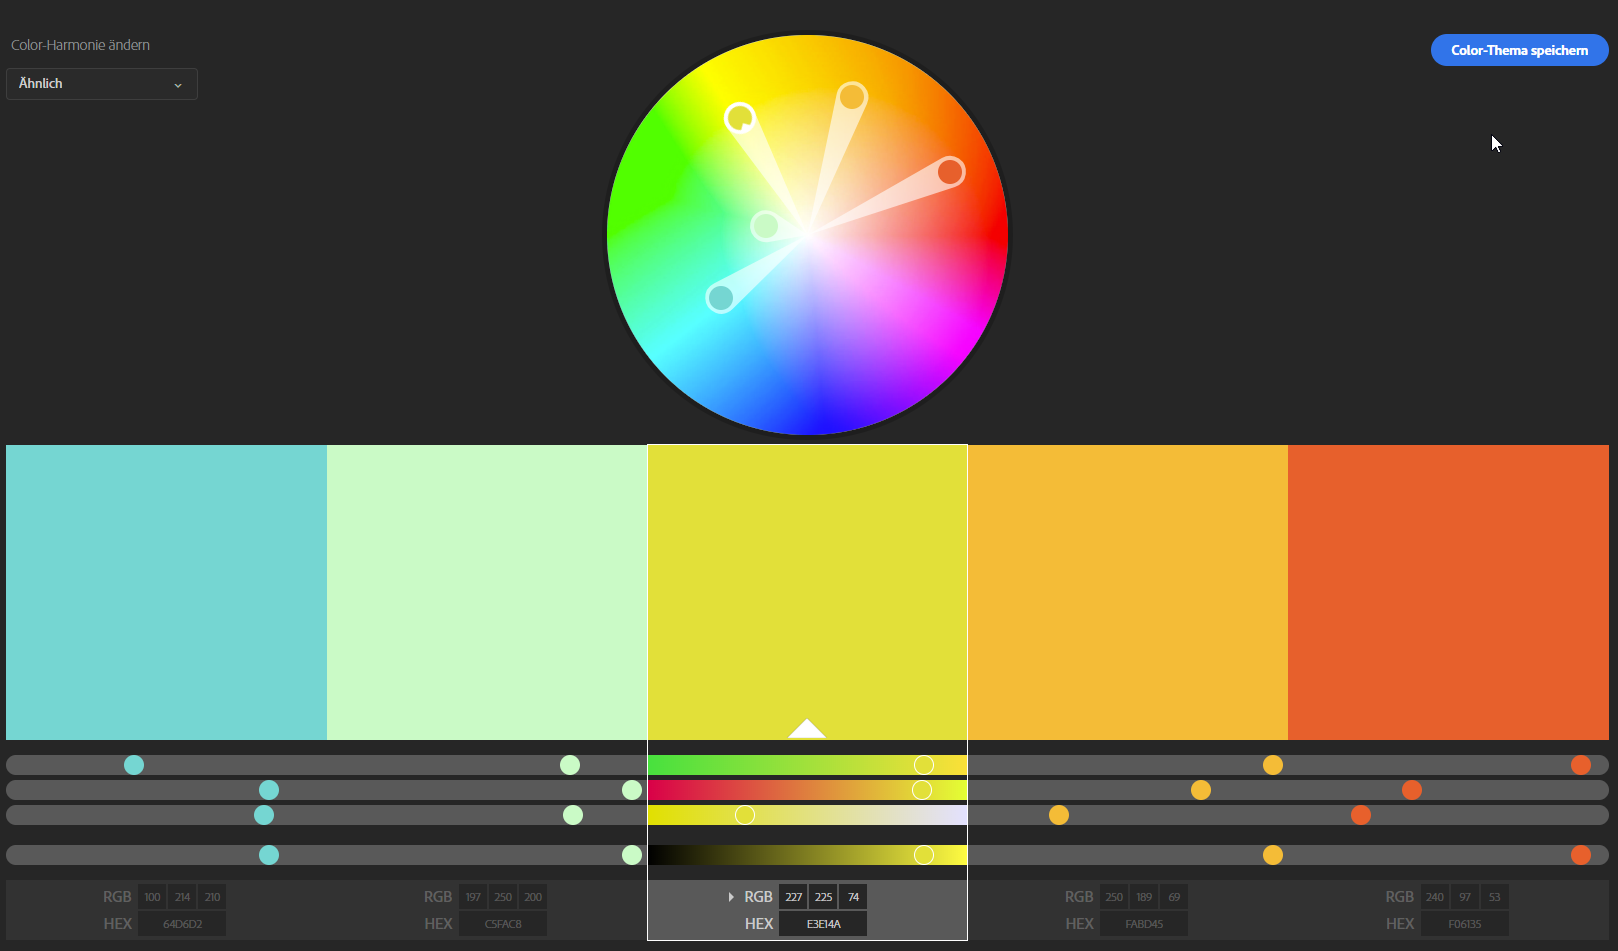 Color-Harmonie ändern
Color-Thema speichern
Ähnlich
RGB 100 214 210
HEX 64D6D2
RGB 197 250 200
HEX C5FAC8
RGB 227 225 74
HEX E3E14A
RGB 250 189 69
HEX FABD45
RGB 240 97 53
HEX F06135